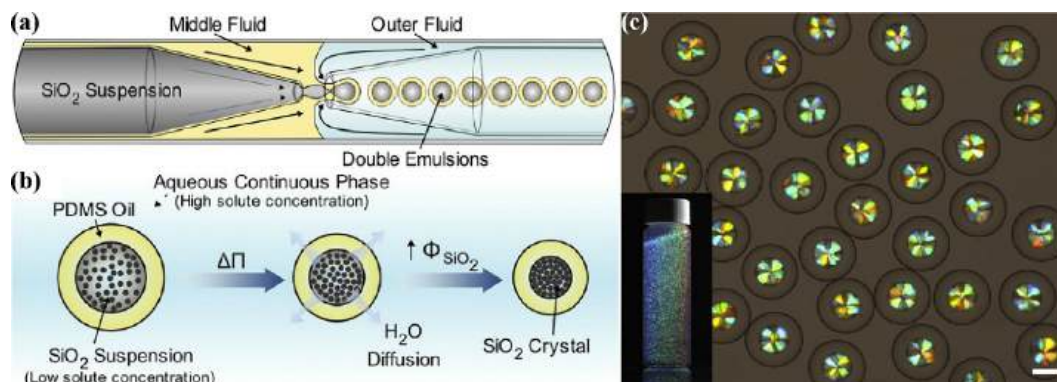 (a)
Middle Fluid
Outer Fluid
SiO₂ Suspension
Double Emulsions
(b)
Aqueous Continuous Phase
(High solute concentration)
PDMS Oil
ΔΠ
↑ Φ SiO₂
SiO₂ Suspension
(Low solute concentration)
H₂O
Diffusion
SiO₂ Crystal
(c)